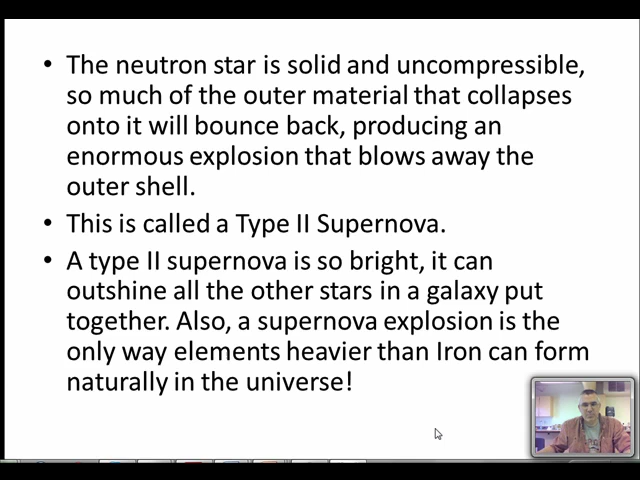 • The neutron star is solid and uncompressible,
so much of the outer material that collapses
onto it will bounce back, producing an
enormous explosion that blows away the
outer shell.
• This is called a Type II Supernova.
• A type II supernova is so bright, it can
outshine all the other stars in a galaxy put
together. Also, a supernova explosion is the
only way elements heavier than Iron can form
naturally in the universe!